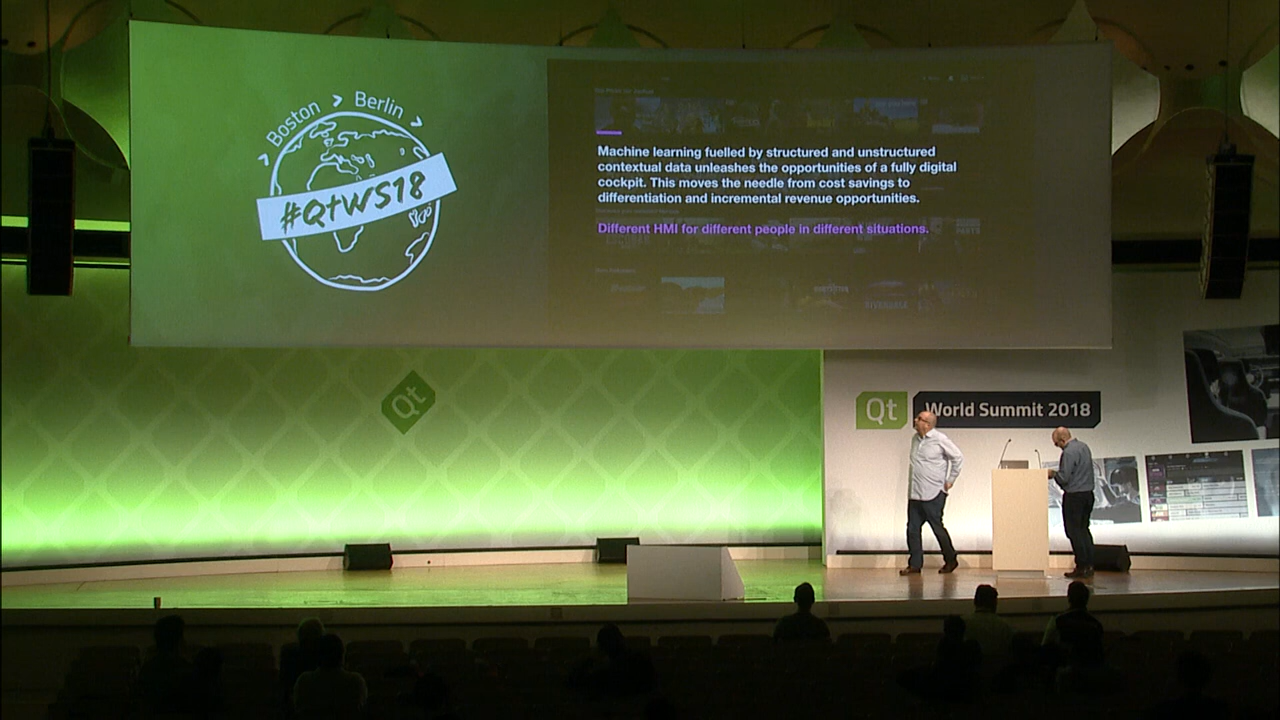 > Boston > Berlin >
#QtWS18
Machine learning fuelled by structured and unstructured
contextual data unleashes the opportunities of a fully digital
cockpit. This moves the needle from cost savings to
differentiation and incremental revenue opportunities.
Different HMI for different people in different situations.
Qt
Qt World Summit 2018